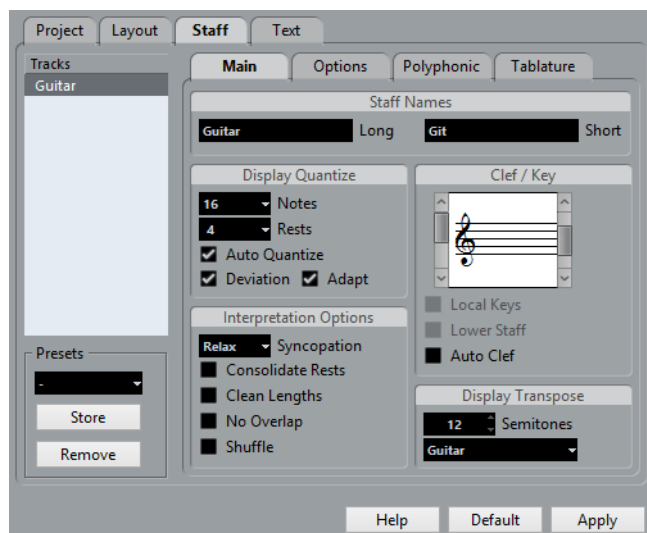 Project Layout Staff Text
Tracks
Guitar
Main Options Polyphonic Tablature
Staff Names
Guitar Long Git Short
Display Quantize
16 Notes
4 Rests
Auto Quantize
Deviation Adapt
Interpretation Options
Relax Syncopation
Consolidate Rests
Clean Lengths
No Overlap
Shuffle
Clef / Key
Local Keys
Lower Staff
Auto Clef
Display Transpose
12 Semitones
Guitar
Presets
-
Store
Remove
Help Default Apply